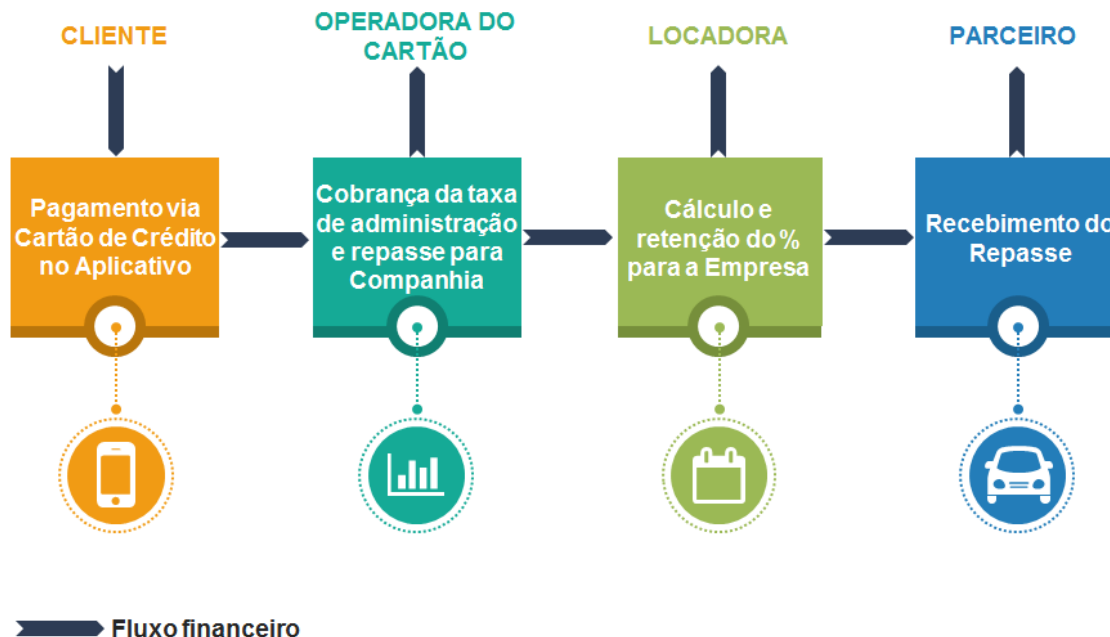 CLIENTE
OPERADORA DO
CARTÃO
LOCADORA
PARCEIRO
Pagamento via
Cartão de Crédito
no Aplicativo
Cobrança da taxa
de administração
e repasse para
Companhia
Cálculo e
retenção do %
para a Empresa
Recebimento do
Repasse
Fluxo financeiro